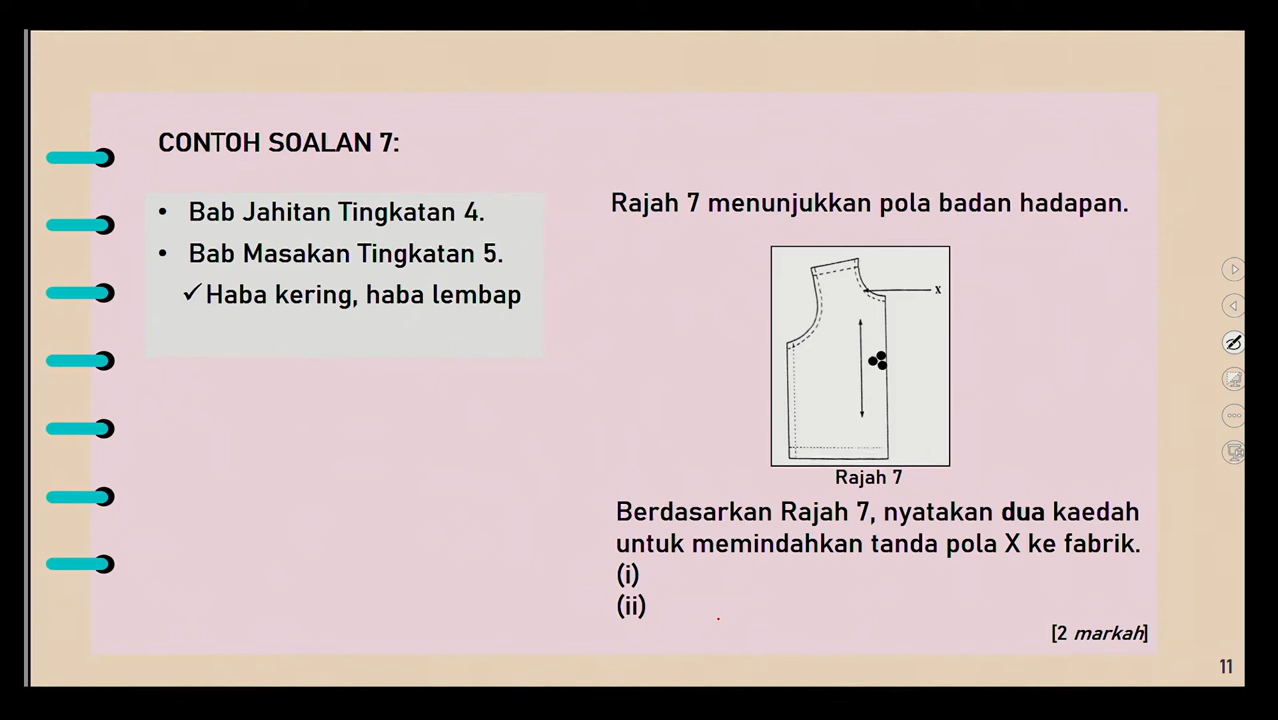 CONTOH SOALAN 7:
• Bab Jahitan Tingkatan 4.
• Bab Masakan Tingkatan 5.
✓Haba kering, haba lembap
Rajah 7 menunjukkan pola badan hadapan.
X
Rajah 7
Berdasarkan Rajah 7, nyatakan dua kaedah
untuk memindahkan tanda pola X ke fabrik.
(i)
(ii)
[2 markah]
11